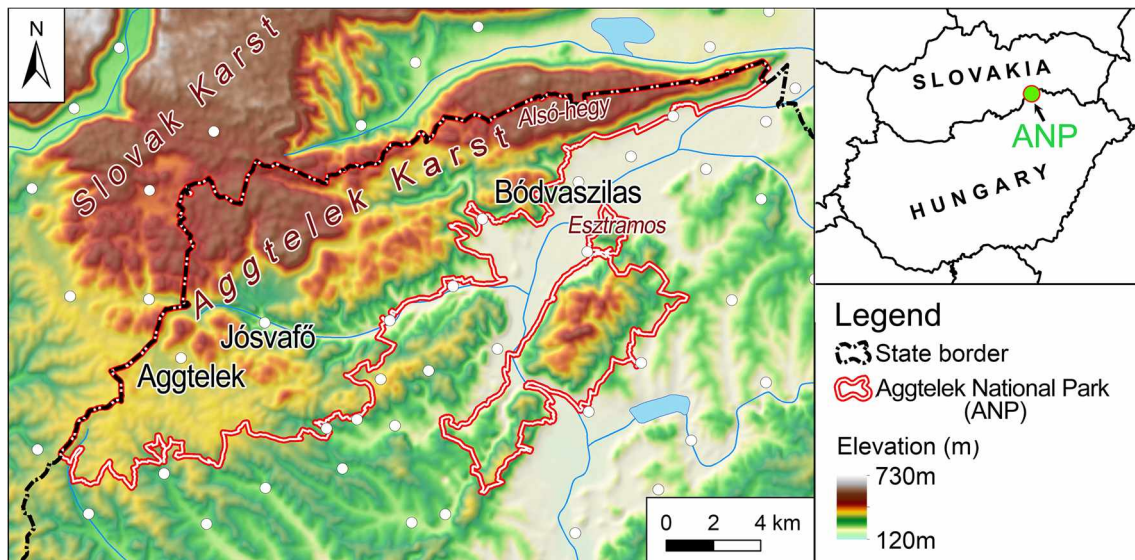 N
Slovak Karst
Aggtelek Karst
Alsó-hegy
Bódvaszilas
Esztramos
Jósvafő
Aggtelek
0 2 4 km
SLOVAKIA
ANP
HUNGARY
Legend
State border
Aggtelek National Park
(ANP)
Elevation (m)
730m
120m